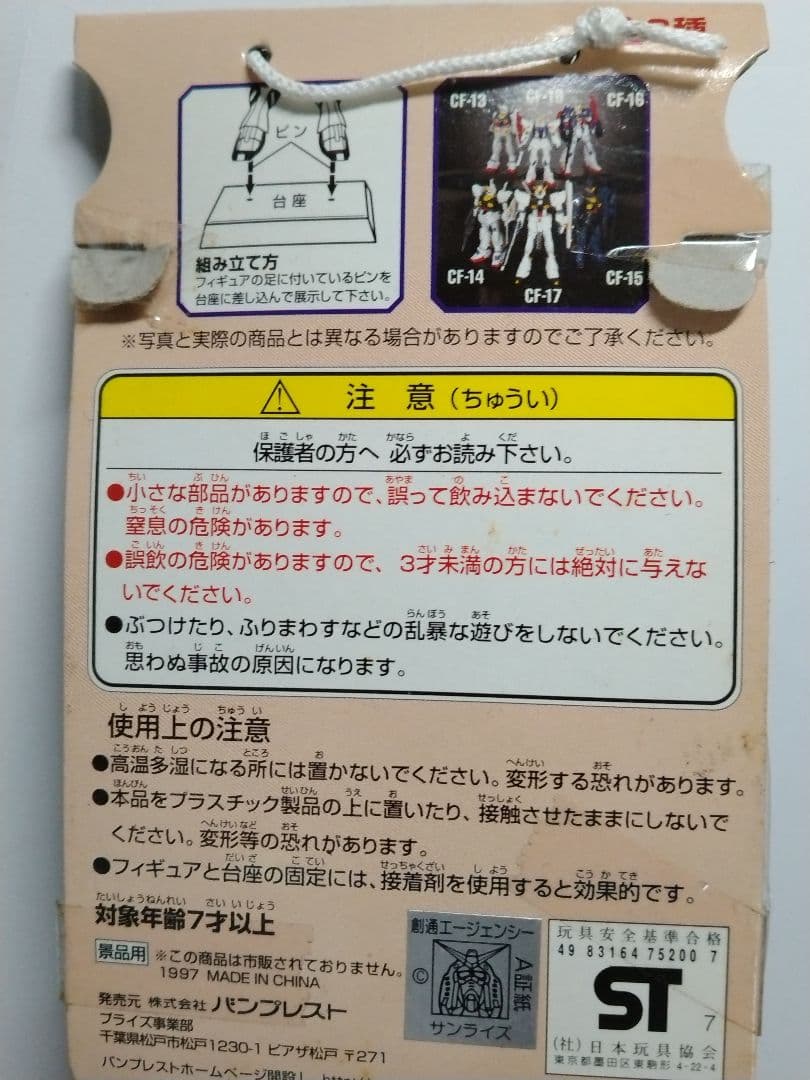 種
ピン
台座
組み立て方
フィギュアの足に付いているピンを
台座に差し込んで展示して下さい。
CF-13
CF-16
CF-14
CF-17
CF-15
※写真と実際の商品とは異なる場合がありますのでご了承ください。
注意(ちゅうい)
保護者の方へ 必ずお読み下さい。
●小さな部品がありますので、誤って飲み込まないでください。
窒息の危険があります。
●誤飲の危険がありますので、3才未満の方には絶対に与えな
いでください。
●ぶつけたり、ふりまわすなどの乱暴な遊びをしないでください。
思わぬ事故の原因になります。
使用上の注意
●高温多湿になる所には置かないでください。変形する恐れがあります。
●本品をプラスチック製品の上に置いたり、接触させたままにしないで
ください。変形等の恐れがあります。
●フィギュアと台座の固定には、接着剤を使用すると効果的です。
対象年齢7才以上
景品用 ※この商品は市販されておりません。
1997 MADE IN CHINA
発売元 株式会社 バンプレスト
プライズ事業部
千葉県松戸市松戸1230-1 ピアザ松戸 〒271
バンプレストホームページ開設!
創通エージェンシー
A証紙
©
サンライズ
玩具安全基準合格
49 83164 75200 7
ST 7
(社)日本玩具協会
東京都墨田区東駒形 4-22-4